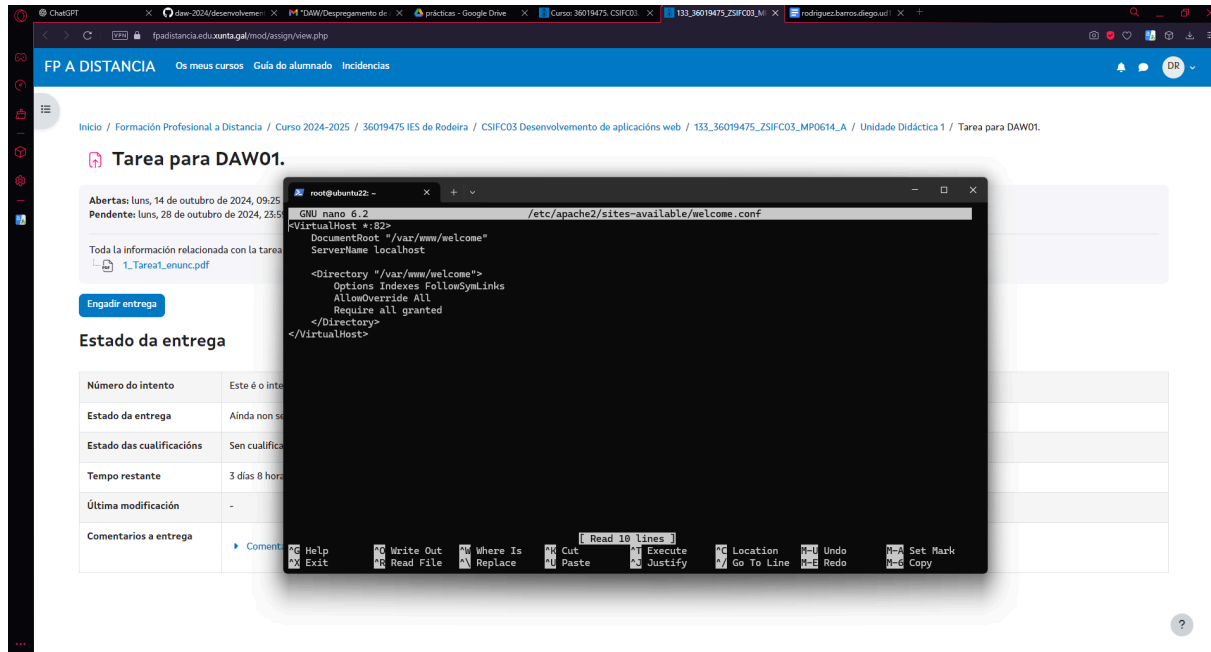 ChatGPT
daw-2024/desenvolvement
"DAW/Despregamento de
prácticas - Google Drive
Curso: 36019475. CSIFC03.
133_36019475_ZSIFC03_MP
rodriguez.barros.diego.ud1
VPN
fpadistancia.edu.xunta.gal/mod/assign/view.php
FP A DISTANCIA
Os meus cursos
Guía do alumnado
Incidencias
DR
Inicio / Formación Profesional a Distancia / Curso 2024-2025 / 36019475 IES de Rodeira / CSIFC03 Desenvolvemento de aplicacións web / 133_36019475_ZSIFC03_MP0614_A / Unidade Didáctica 1 / Tarea para DAW01.
Tarea para DAW01.
Abertas: luns, 14 de outubro de 2024, 09:25
Pendente: luns, 28 de outubro de 2024, 23:59
Toda la información relacionada con la tarea
1_Tarea1_enunc.pdf
Engadir entrega
Estado da entrega
Número do intento
Este é o inte
Estado da entrega
Aínda non se
Estado das cualificacións
Sen cualifica
Tempo restante
3 días 8 hora
Última modificación
-
Comentarios a entrega
Comenta
root@ubuntu22: ~
GNU nano 6.2 /etc/apache2/sites-available/welcome.conf
<VirtualHost *:82>
DocumentRoot "/var/www/welcome"
ServerName localhost
<Directory "/var/www/welcome">
Options Indexes FollowSymLinks
AllowOverride All
Require all granted
</Directory>
</VirtualHost>
[ Read 10 lines ]
^G Help ^O Write Out ^W Where Is ^K Cut ^T Execute ^C Location M-U Undo M-A Set Mark
^X Exit ^R Read File ^\ Replace ^U Paste ^J Justify ^/ Go To Line M-E Redo M-6 Copy
?